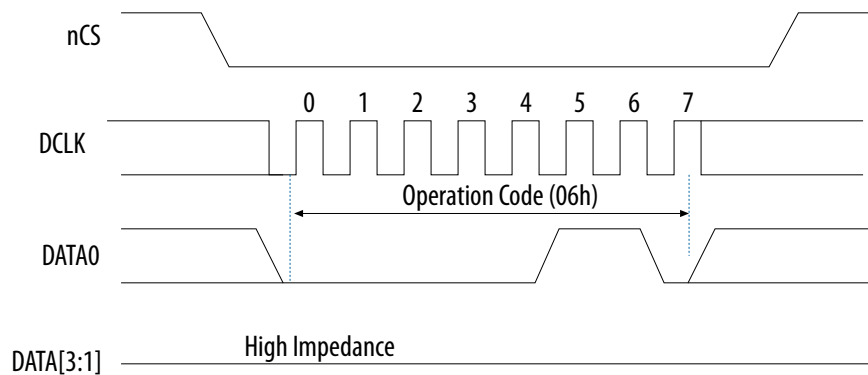 nCS
0 1 2 3 4 5 6 7
DCLK
Operation Code (06h)
DATA0
High Impedance
DATA[3:1]